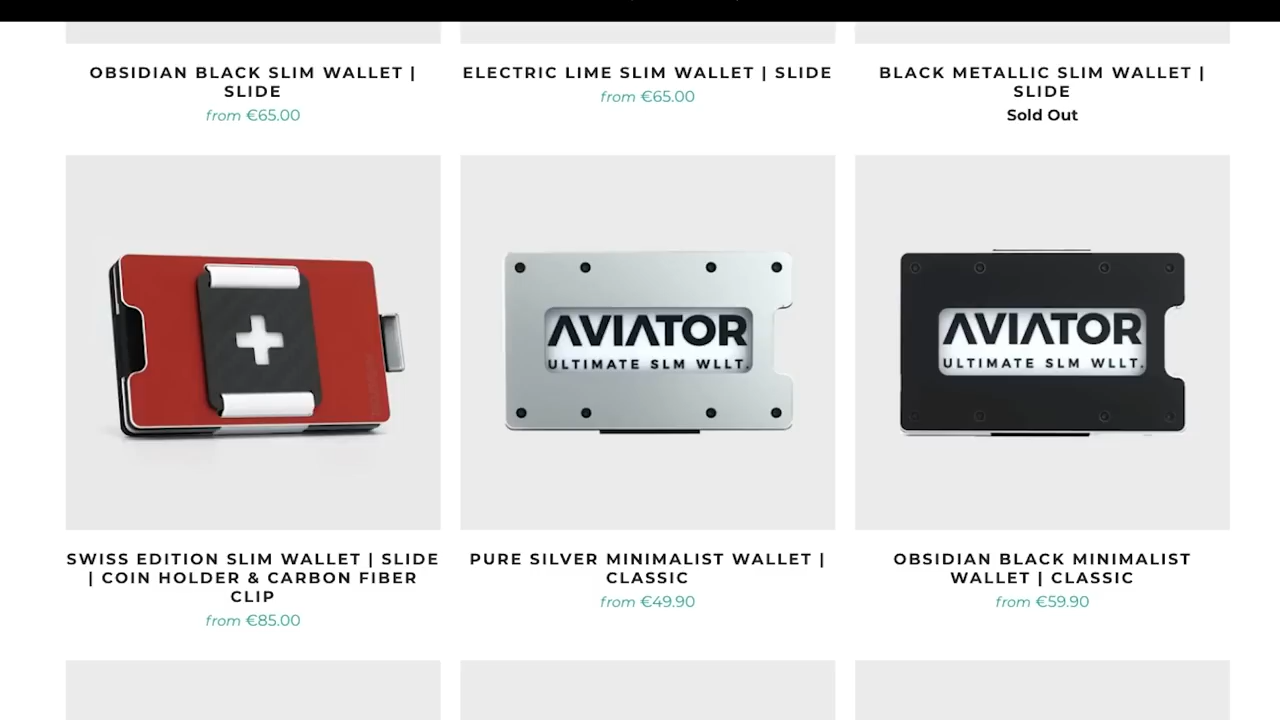 OBSIDIAN BLACK SLIM WALLET |
SLIDE
from €65.00
ELECTRIC LIME SLIM WALLET | SLIDE
from €65.00
BLACK METALLIC SLIM WALLET |
SLIDE
Sold Out
AVIATOR
ULTIMATE SLM WLLT.
AVIATOR
ULTIMATE SLM WLLT.
SWISS EDITION SLIM WALLET | SLIDE
| COIN HOLDER & CARBON FIBER
CLIP
from €85.00
PURE SILVER MINIMALIST WALLET |
CLASSIC
from €49.90
OBSIDIAN BLACK MINIMALIST
WALLET | CLASSIC
from €59.90